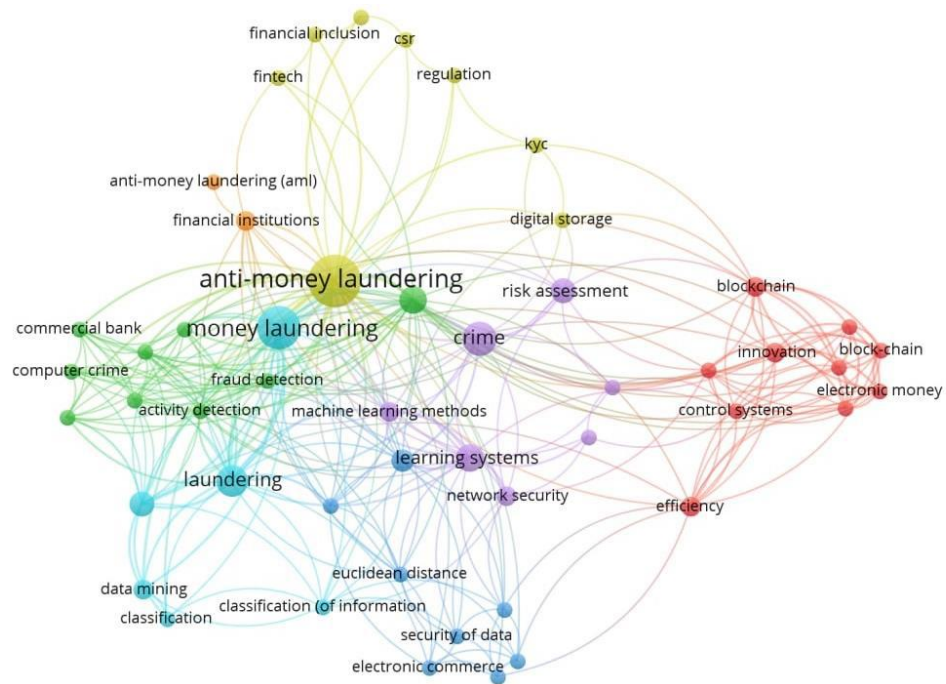 financial inclusion
csr
fintech
regulation
kyc
anti-money laundering (aml)
financial institutions
digital storage
anti-money laundering
risk assessment
blockchain
commercial bank
money laundering
crime
innovation
block-chain
computer crime
fraud detection
electronic money
activity detection
machine learning methods
control systems
learning systems
laundering
network security
efficiency
euclidean distance
data mining
classification (of information
classification
security of data
electronic commerce